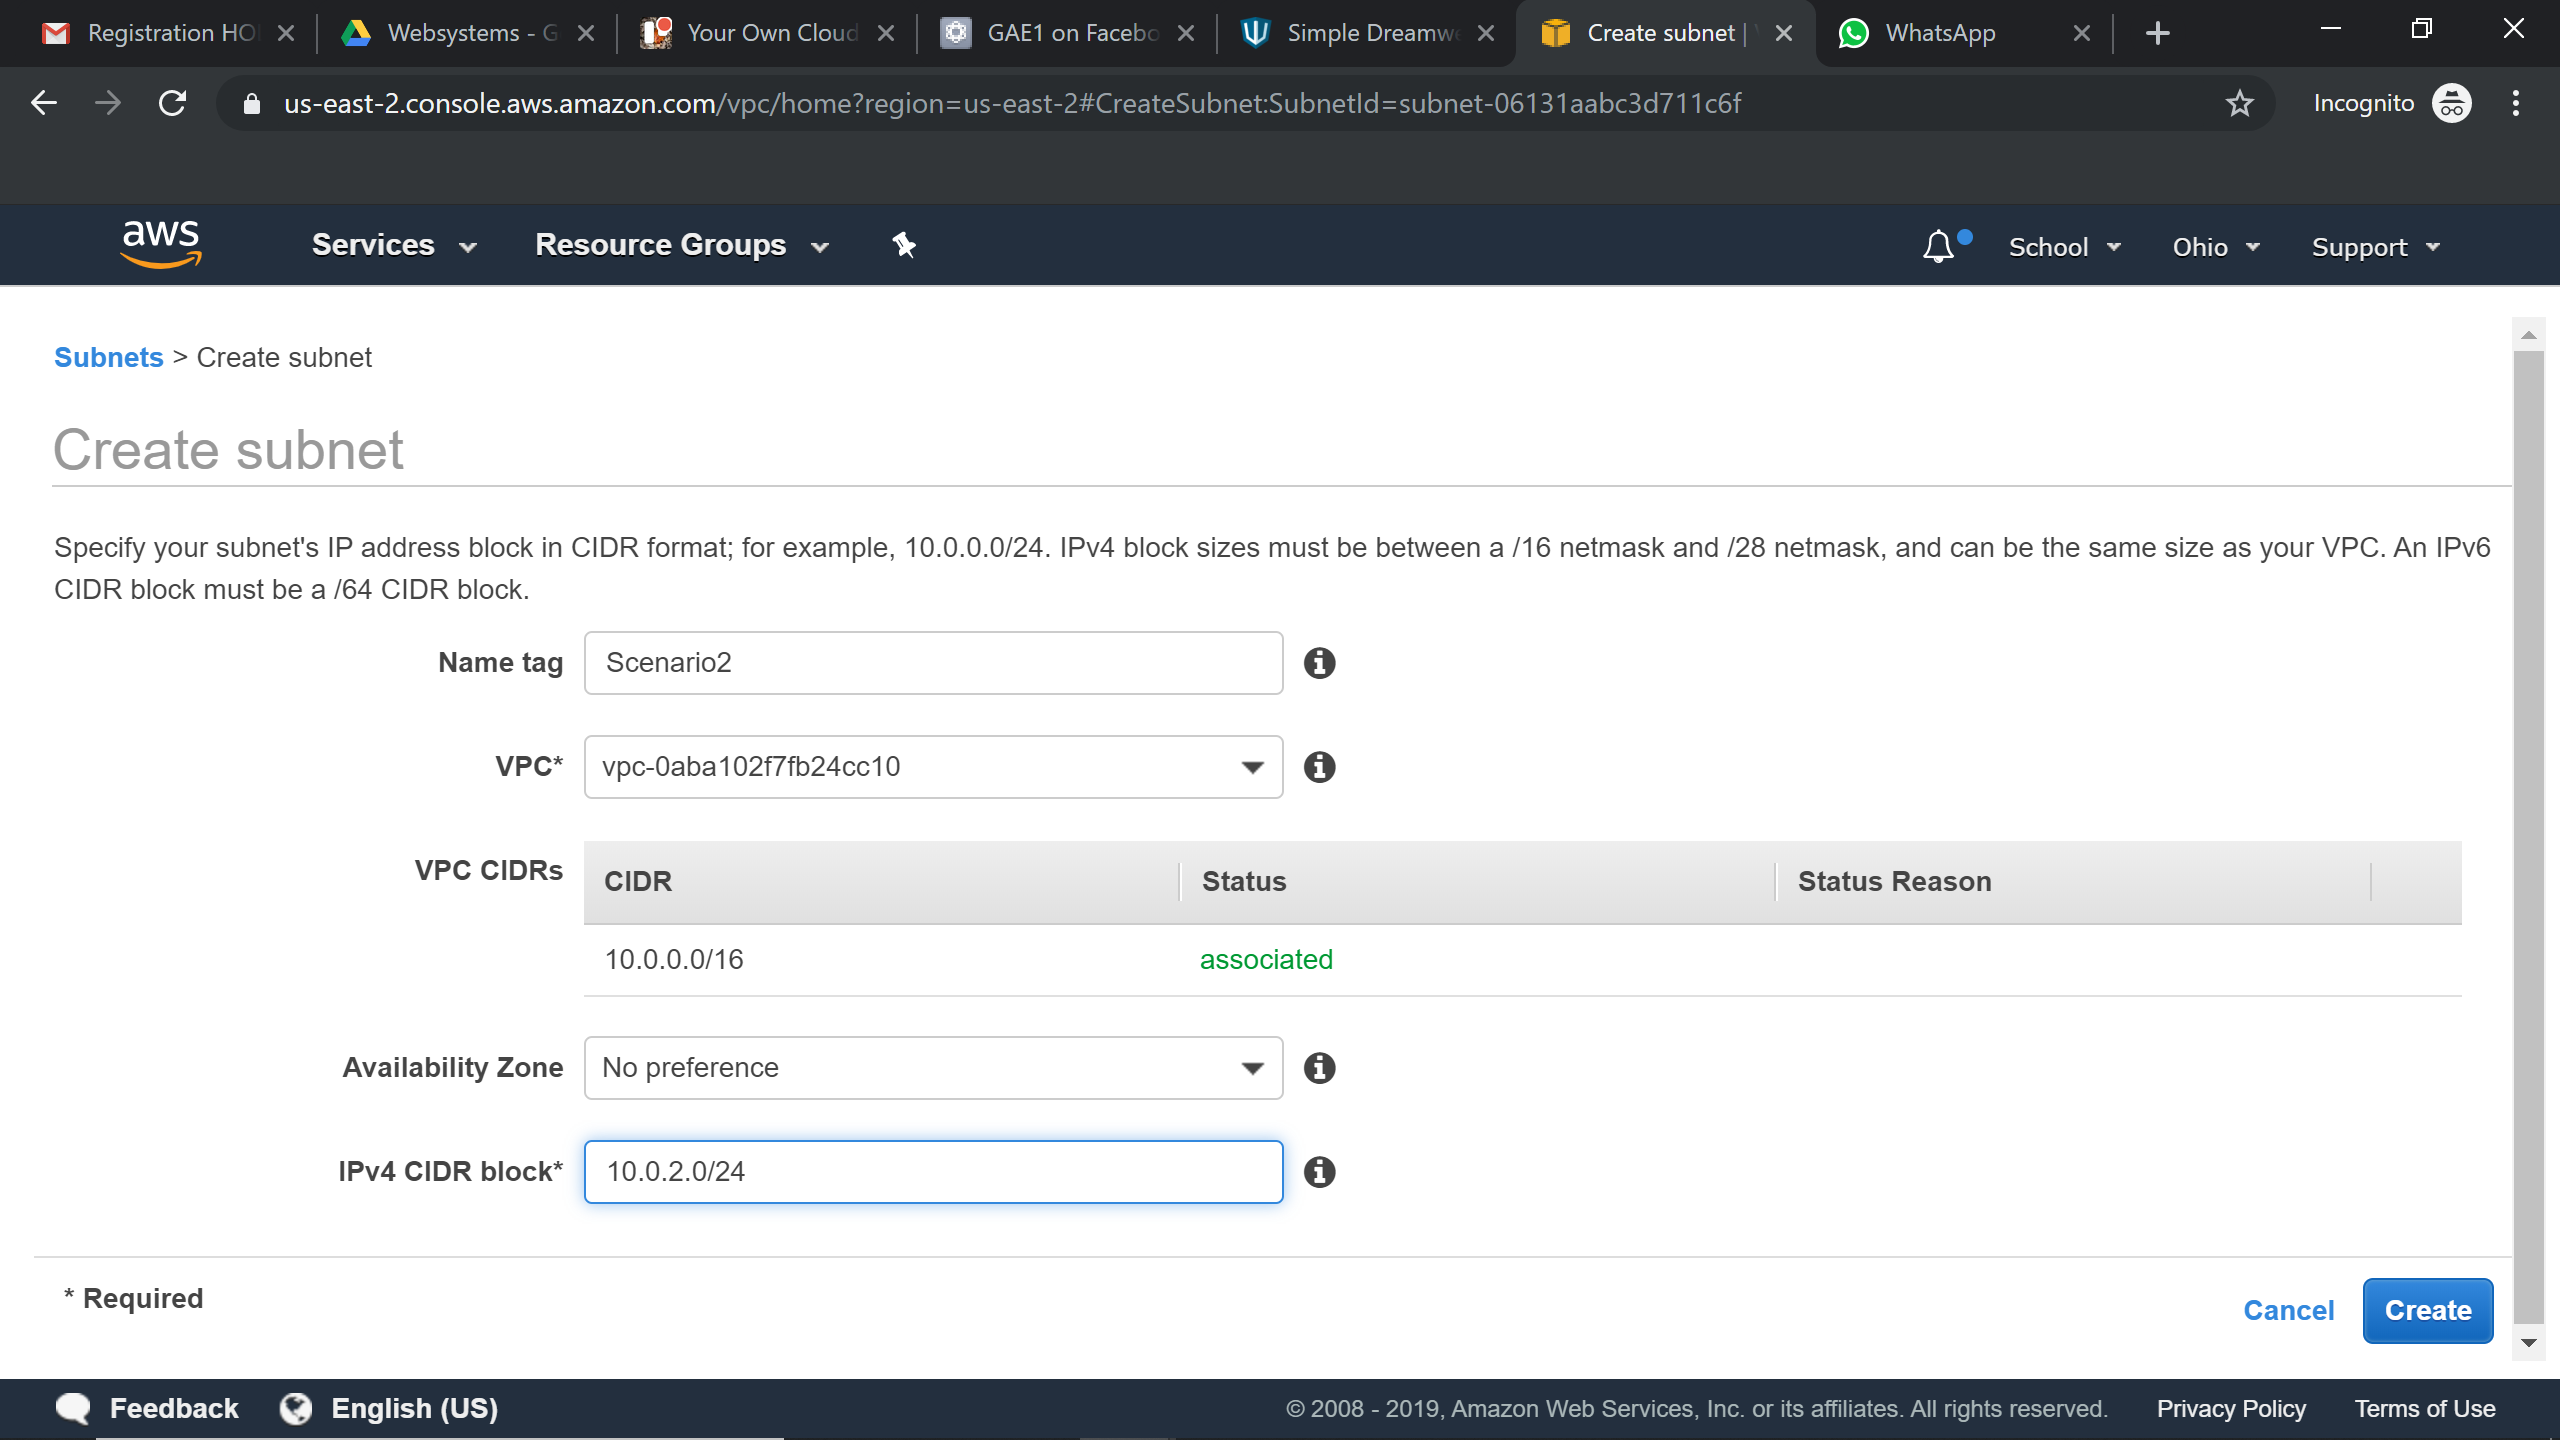 Registration HO
Websystems - G
Your Own Cloud
GAE1 on Facebo
Simple Dreamwe
Create subnet |
WhatsApp
us-east-2.console.aws.amazon.com/vpc/home?region=us-east-2#CreateSubnet:SubnetId=subnet-06131aabc3d711c6f
Incognito
aws
Services
Resource Groups
School
Ohio
Support
Subnets > Create subnet
Create subnet
Specify your subnet's IP address block in CIDR format; for example, 10.0.0.0/24. IPv4 block sizes must be between a /16 netmask and /28 netmask, and can be the same size as your VPC. An IPv6
CIDR block must be a /64 CIDR block.
Name tag Scenario2
VPC* vpc-0aba102f7fb24cc10
VPC CIDRs CIDR Status Status Reason
10.0.0.0/16 associated
Availability Zone No preference
IPv4 CIDR block* 10.0.2.0/24
* Required
Cancel Create
Feedback English (US) © 2008 - 2019, Amazon Web Services, Inc. or its affiliates. All rights reserved. Privacy Policy Terms of Use